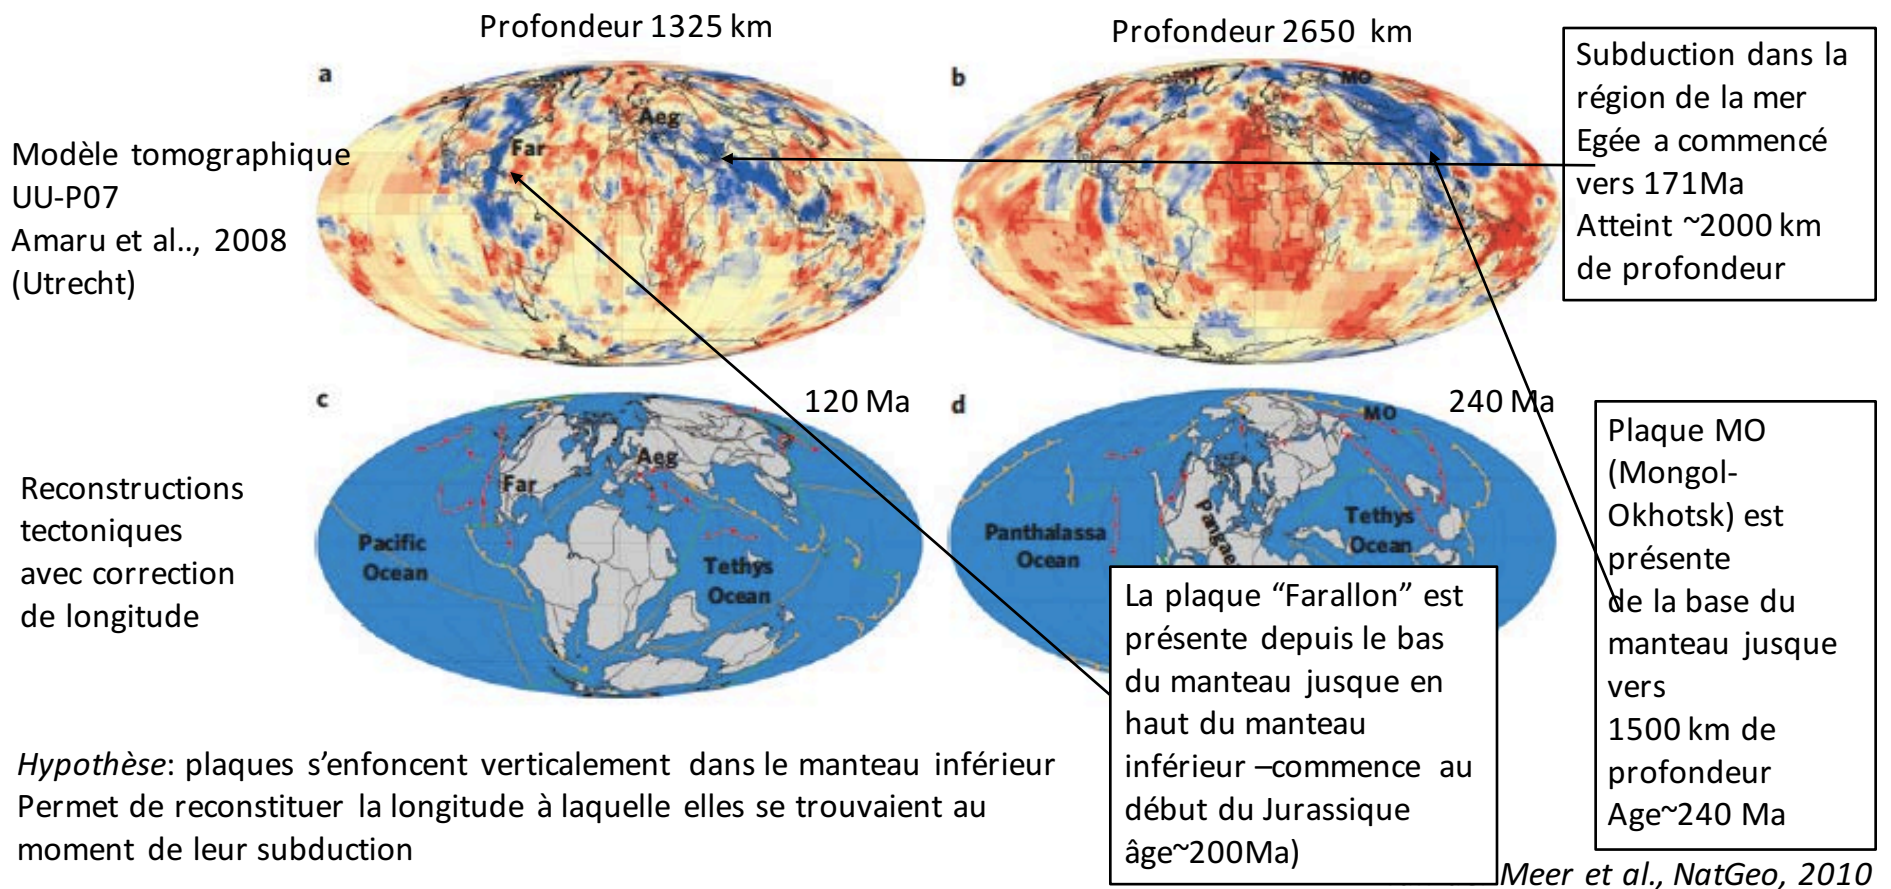 Profondeur 1325 km
Profondeur 2650 km
a
b
Aeg
Far
MO
Modèle tomographique
UU-P07
Amaru et al.., 2008
(Utrecht)
Subduction dans la
région de la mer
Egée a commencé
vers 171Ma
Atteint ~2000 km
de profondeur
c
120 Ma
d
240 Ma
Aeg
Far
Pacific
Ocean
Tethys
Ocean
MO
Panthalassa
Ocean
Pangaea
Tethys
Ocean
Reconstructions
tectoniques
avec correction
de longitude
La plaque “Farallon” est
présente depuis le bas
du manteau jusque en
haut du manteau
inférieur –commence au
début du Jurassique
âge~200Ma)
Plaque MO
(Mongol-
Okhotsk) est
présente
de la base du
manteau jusque
vers
1500 km de
profondeur
Age~240 Ma
Hypothèse: plaques s’enfoncent verticalement dans le manteau inférieur
Permet de reconstituer la longitude à laquelle elles se trouvaient au
moment de leur subduction
Meer et al., NatGeo, 2010